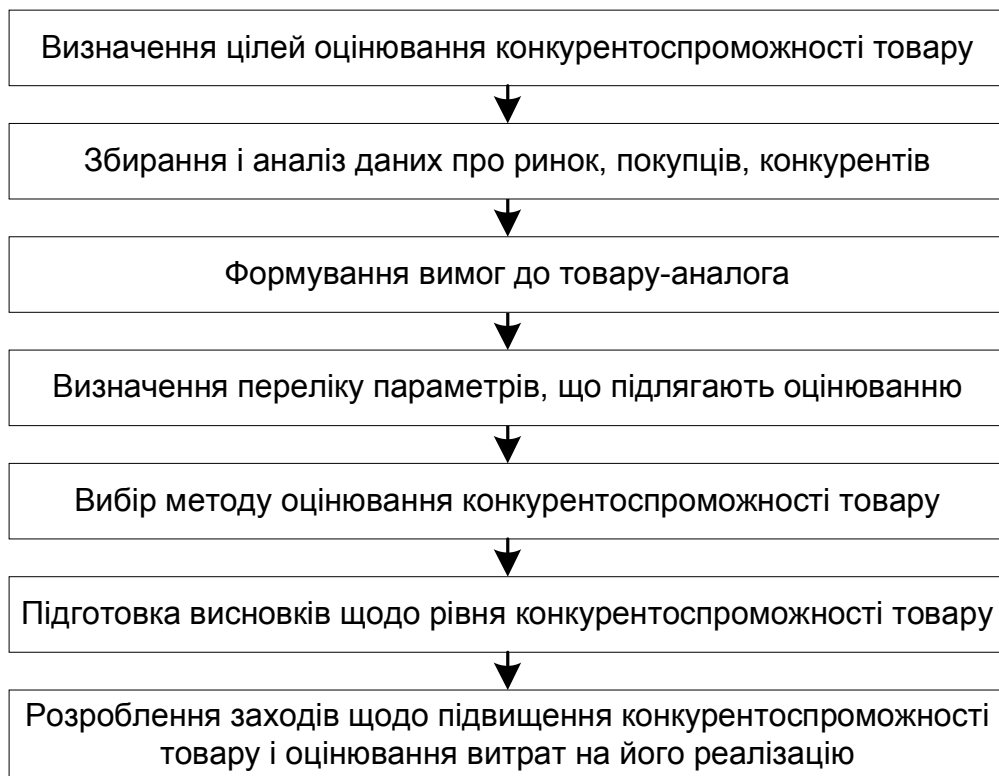 Визначення цілей оцінювання конкурентоспроможності товару
Збирання і аналіз даних про ринок, покупців, конкурентів
Формування вимог до товару-аналога
Визначення переліку параметрів, що підлягають оцінюванню
Вибір методу оцінювання конкурентоспроможності товару
Підготовка висновків щодо рівня конкурентоспроможності товару
Розроблення заходів щодо підвищення конкурентоспроможності
товару і оцінювання витрат на його реалізацію